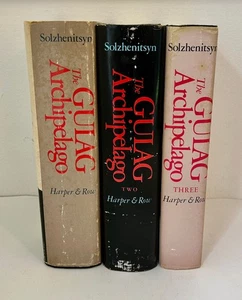 Solzhenitsyn
The
GULAG
Archipelago
Harper & Row
Solzhenitsyn
The
GULAG
Archipelago
TWO
Harper & Row
Solzhenitsyn
The
GULAG
Archipelago
THREE
Harper & Row